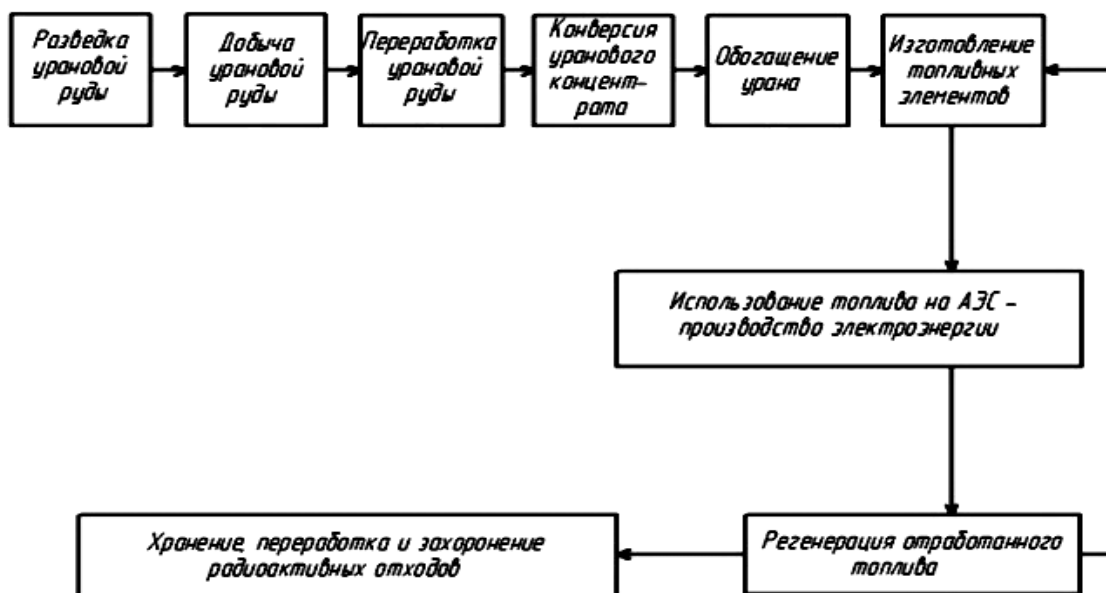 Разведка
урановой
руды
Добыча
урановой
руды
Переработка
урановой
руды
Конверсия
уранового
концент-
рата
Обогащение
урана
Изготовление
топливных
элементов
Использование топлива на АЭС -
производство электроэнергии
Регенерация отработанного
топлива
Хранение, переработка и захоронение
радиоактивных отходов